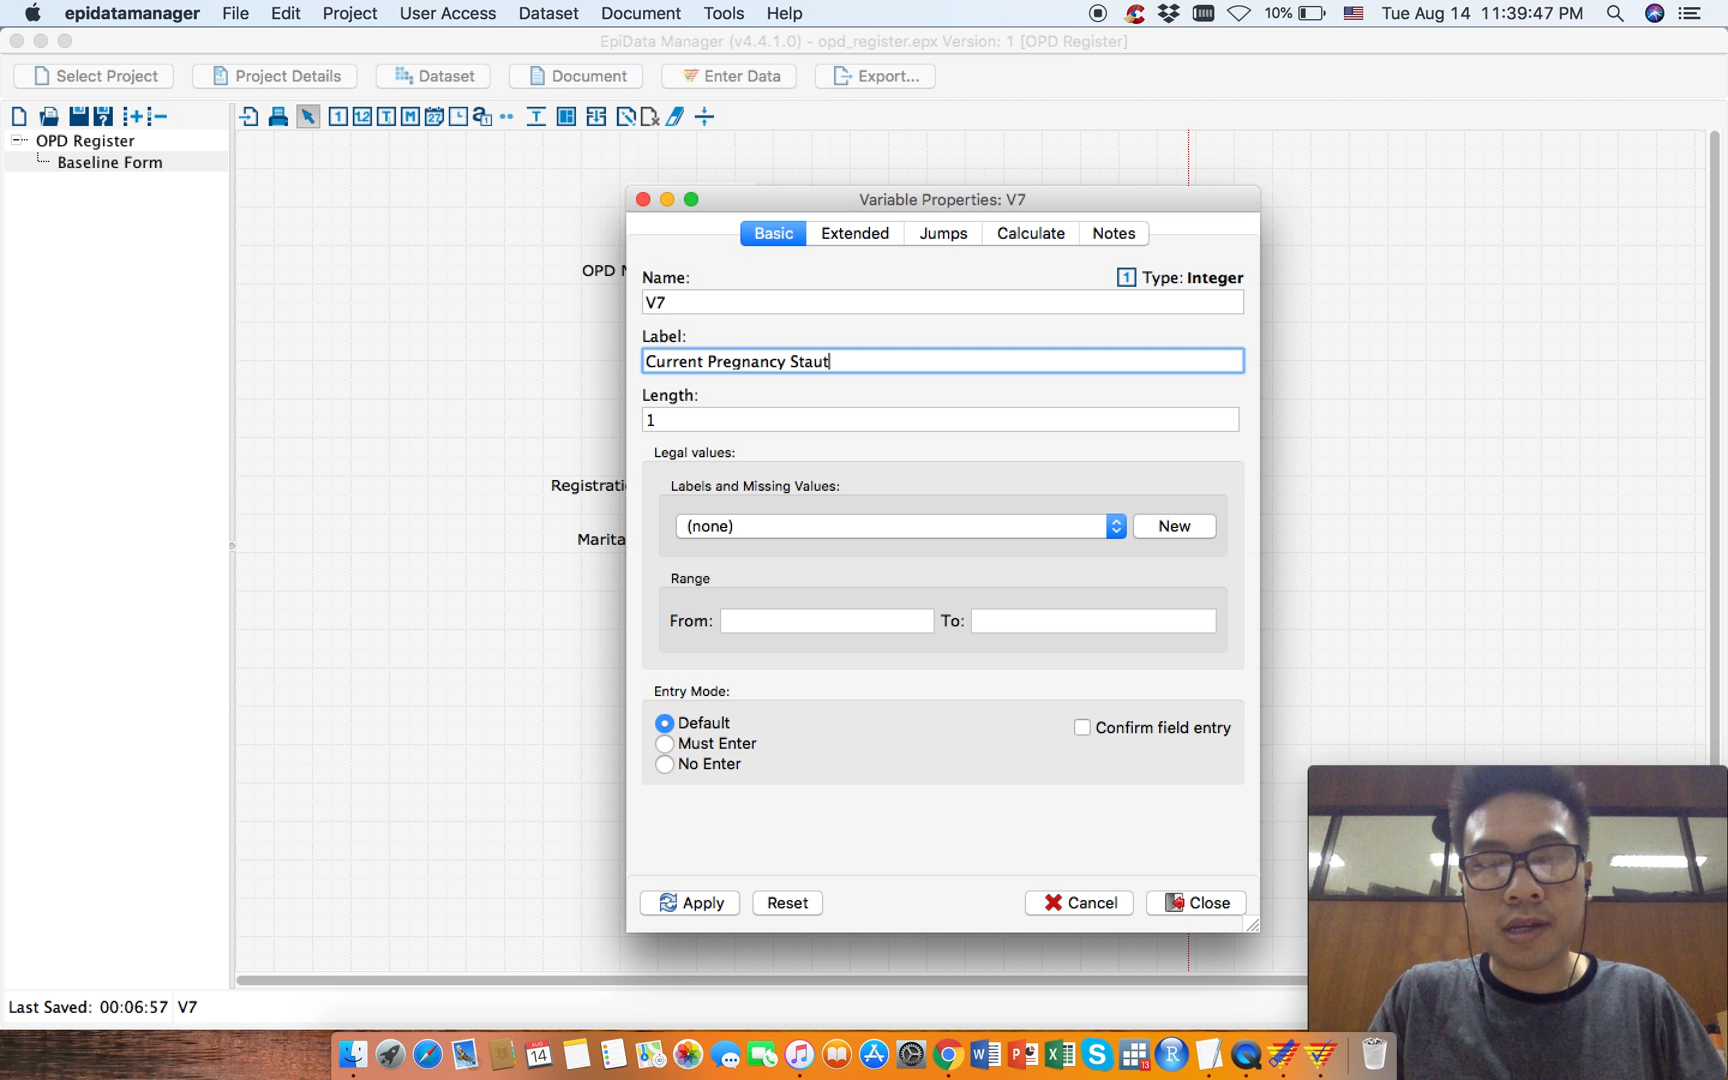 epidatamanager File Edit Project User Access Dataset Document Tools Help 10% Tue Aug 14 11:39:47 PM
EpiData Manager (v4.4.1.0) - opd_register.epx Version: 1 [OPD Register]
Select Project Project Details Dataset Document Enter Data Export...
OPD Register
Baseline Form
Variable Properties: V7
Basic Extended Jumps Calculate Notes
OPD
Name: Type: Integer
V7
Label:
Current Pregnancy Staut
Length:
1
Legal values:
Registrati
Labels and Missing Values:
(none) New
Marita
Range
From: To:
Entry Mode:
Default
Confirm field entry
Must Enter
No Enter
Apply Reset Cancel Close
Last Saved: 00:06:57 V7